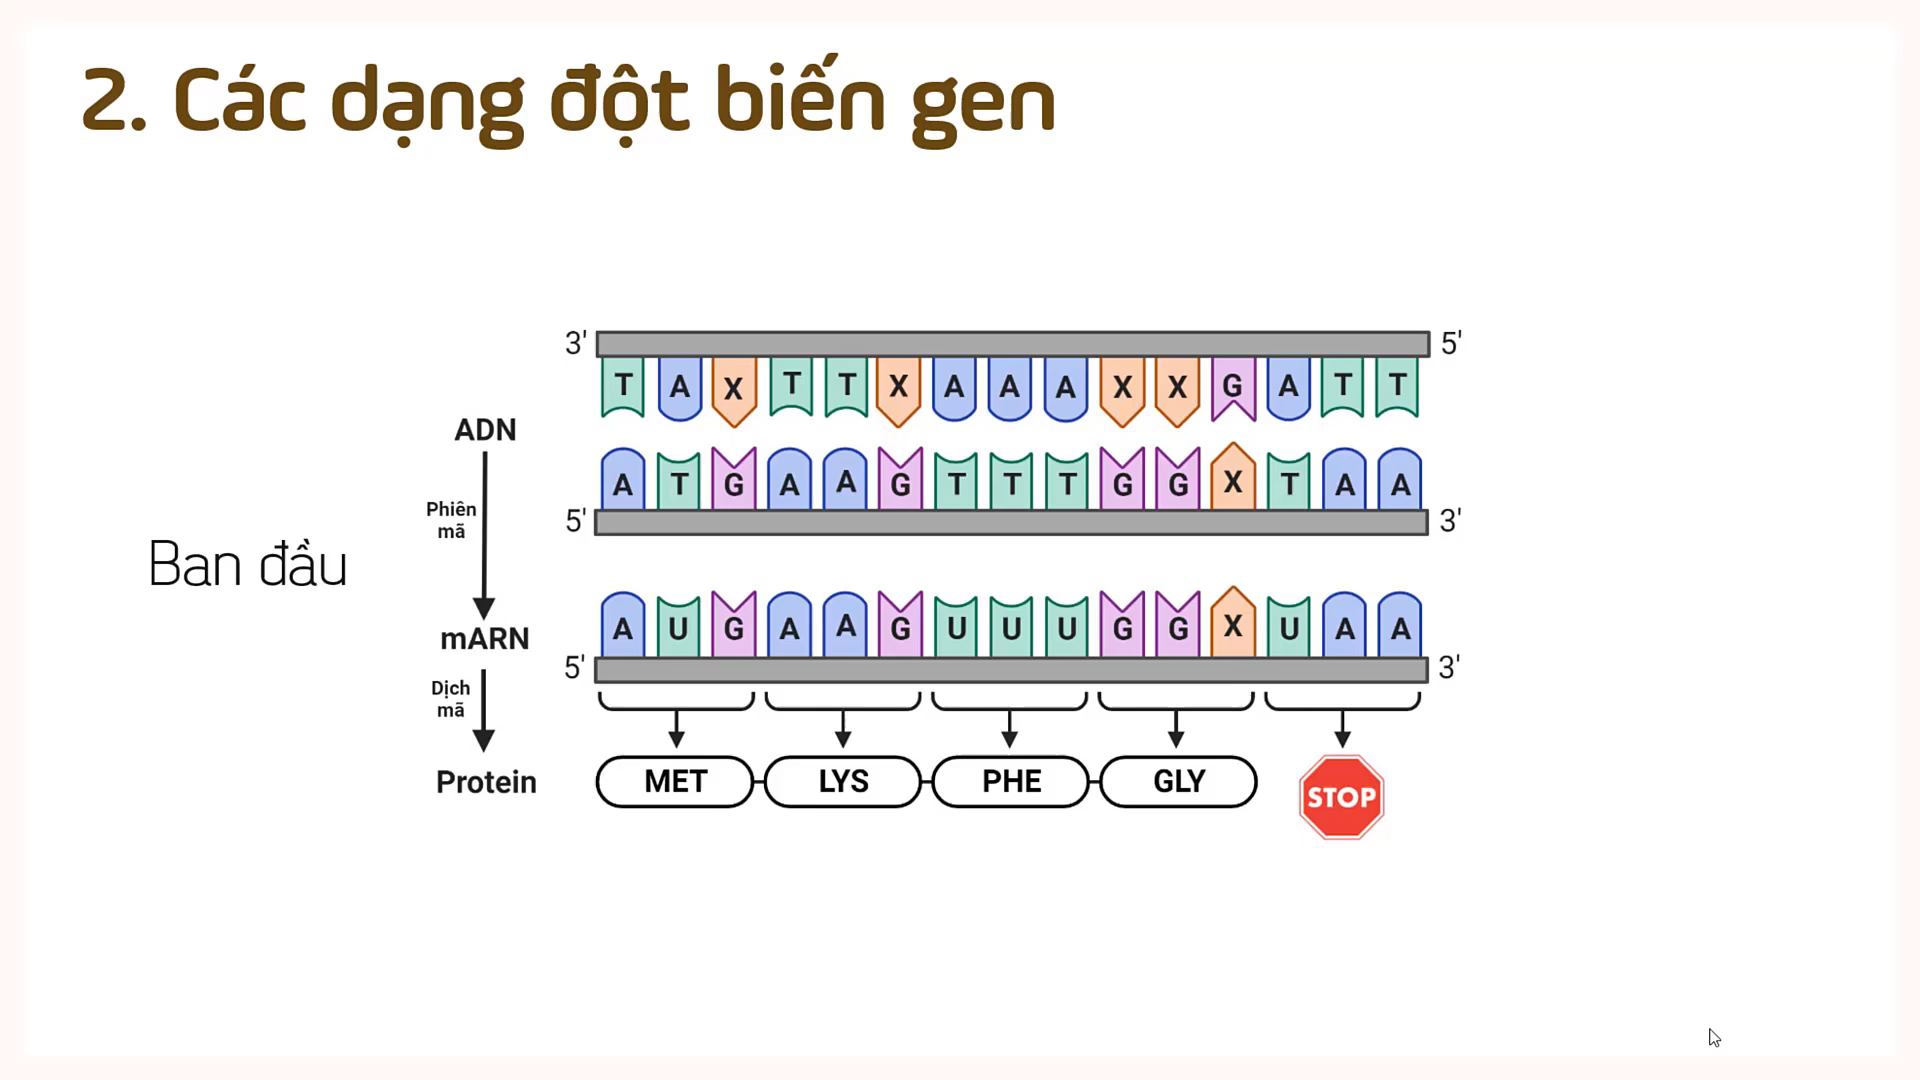 2. Các dạng đột biến gen
3' 5'
T A X T T X A A A X X G A T T
ADN
A T G A A G T T T G G X T A A
Phiên
mã
5' 3'
Ban đầu
A U G A A G U U U G G X U A A
mARN
5' 3'
Dịch
mã
Protein
MET LYS PHE GLY STOP